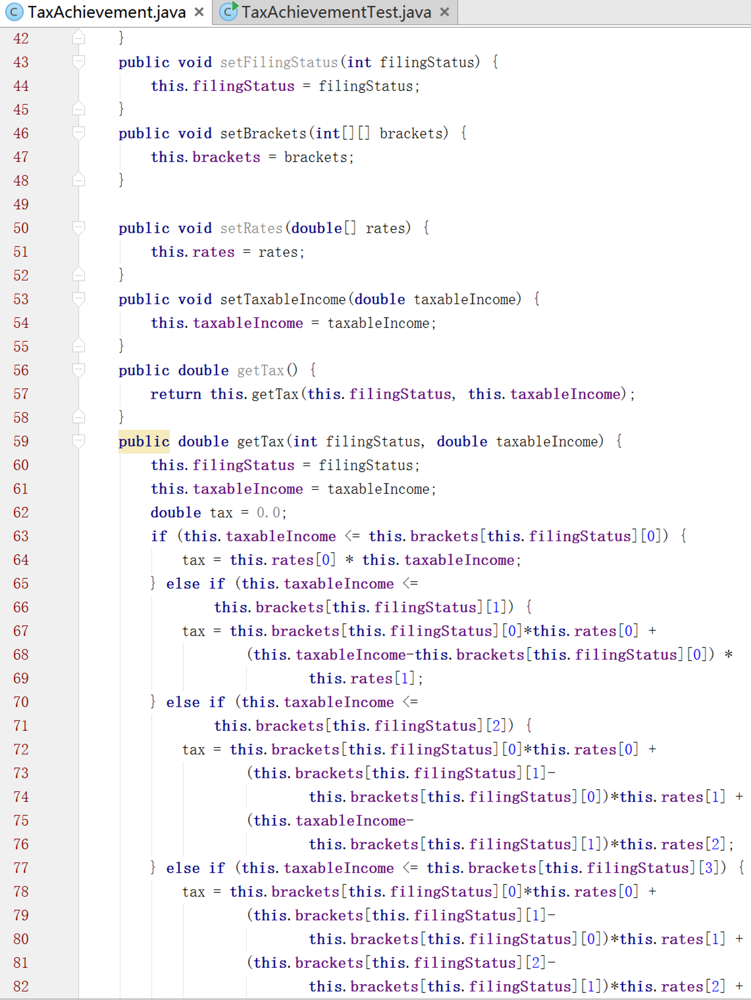 TaxAchievement.java × TaxAchievementTest.java ×
42 }
43 public void setFilingStatus(int filingStatus) {
44 this.filingStatus = filingStatus;
45 }
46 public void setBrackets(int[][] brackets) {
47 this.brackets = brackets;
48 }
49
50 public void setRates(double[] rates) {
51 this.rates = rates;
52 }
53 public void setTaxableIncome(double taxableIncome) {
54 this.taxableIncome = taxableIncome;
55 }
56 public double getTax() {
57 return this.getTax(this.filingStatus, this.taxableIncome);
58 }
59 public double getTax(int filingStatus, double taxableIncome) {
60 this.filingStatus = filingStatus;
61 this.taxableIncome = taxableIncome;
62 double tax = 0.0;
63 if (this.taxableIncome <= this.brackets[this.filingStatus][0]) {
64 tax = this.rates[0] * this.taxableIncome;
65 } else if (this.taxableIncome <=
66 this.brackets[this.filingStatus][1]) {
67 tax = this.brackets[this.filingStatus][0]*this.rates[0] +
68 (this.taxableIncome-this.brackets[this.filingStatus][0]) *
69 this.rates[1];
70 } else if (this.taxableIncome <=
71 this.brackets[this.filingStatus][2]) {
72 tax = this.brackets[this.filingStatus][0]*this.rates[0] +
73 (this.brackets[this.filingStatus][1]-
74 this.brackets[this.filingStatus][0])*this.rates[1] +
75 (this.taxableIncome-
76 this.brackets[this.filingStatus][1])*this.rates[2];
77 } else if (this.taxableIncome <= this.brackets[this.filingStatus][3]) {
78 tax = this.brackets[this.filingStatus][0]*this.rates[0] +
79 (this.brackets[this.filingStatus][1]-
80 this.brackets[this.filingStatus][0])*this.rates[1] +
81 (this.brackets[this.filingStatus][2]-
82 this.brackets[this.filingStatus][1])*this.rates[2] +